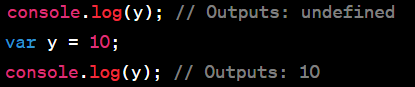 console.log(y); // Outputs: undefined
var y = 10;
console.log(y); // Outputs: 10